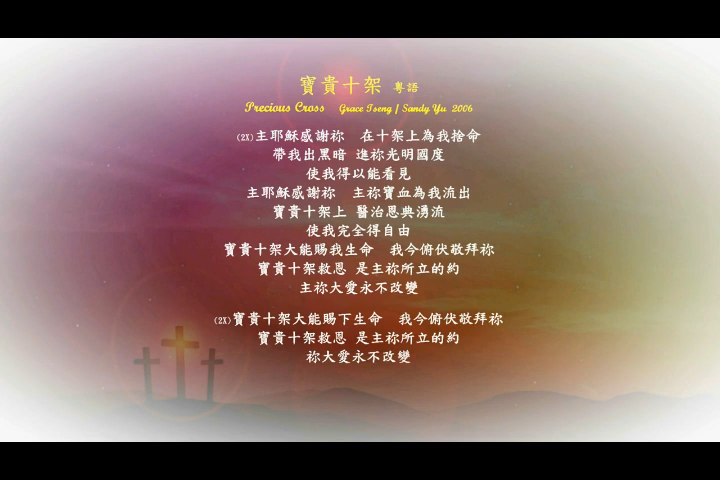 寶貴十架 粵語
Precious Cross Grace Tseng / Sandy Yu 2006
(2X)主耶穌感謝祢 在十架上為我捨命
帶我出黑暗 進祢光明國度
使我得以能看見
主耶穌感謝祢 主祢寶血為我流出
寶貴十架上 醫治恩典湧流
使我完全得自由
寶貴十架大能賜我生命 我今俯伏敬拜祢
寶貴十架救恩 是主祢所立的約
主祢大愛永不改變
(2X)寶貴十架大能賜下生命 我今俯伏敬拜祢
寶貴十架救恩 是主祢所立的約
祢大愛永不改變